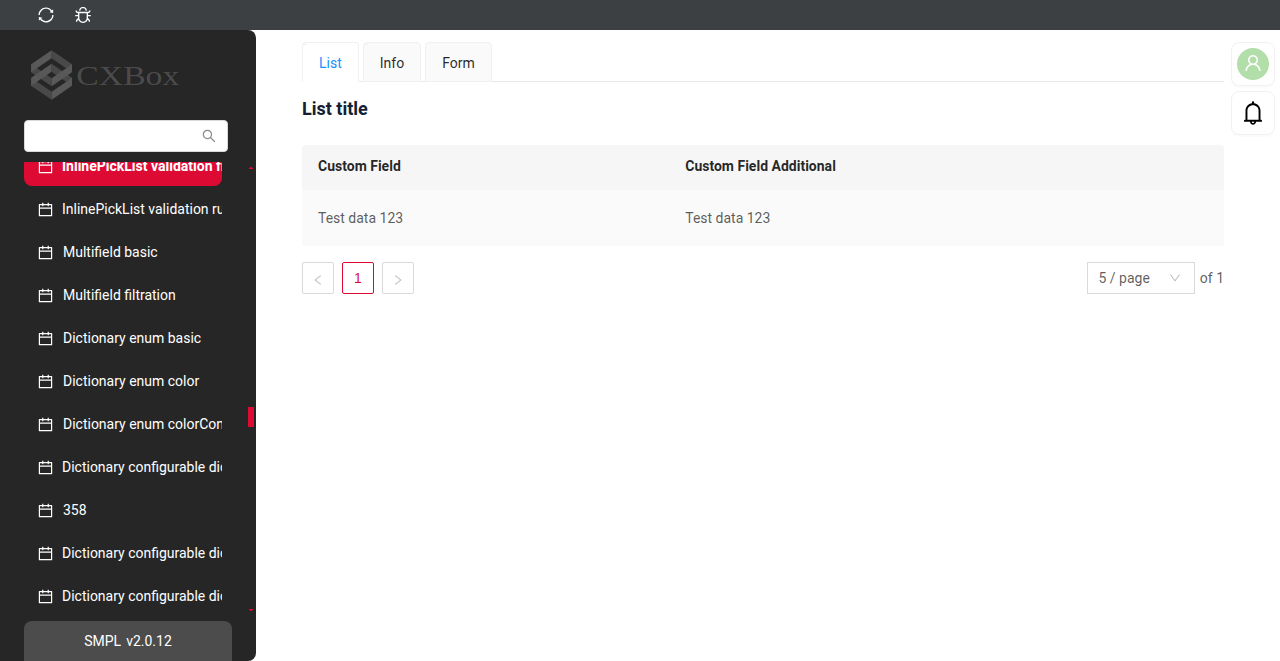 CXBox
InlinePickList validation
InlinePickList validation ru
Multifield basic
Multifield filtration
Dictionary enum basic
Dictionary enum color
Dictionary enum colorCon
Dictionary configurable di
358
Dictionary configurable di
Dictionary configurable di
SMPL v2.0.12
List Info Form
List title
Custom Field Custom Field Additional
Test data 123 Test data 123
< 1 > 5 / page of 1